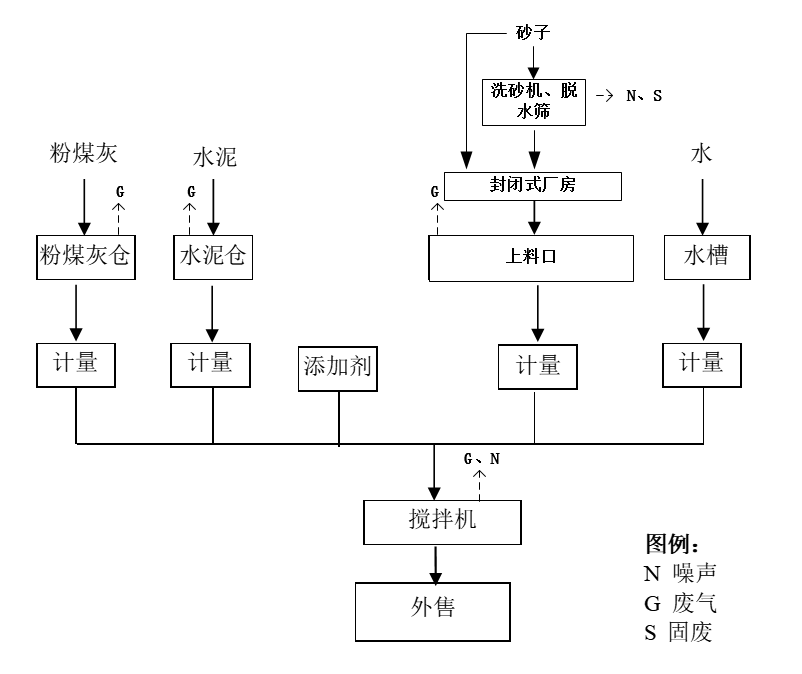 砂子
洗砂机、脱
水筛
N、S
粉煤灰
水泥
水
G
G
G
封闭式厂房
粉煤灰仓
水泥仓
上料口
水槽
计量
计量
添加剂
计量
计量
G、N
搅拌机
外售
图例：
N 噪声
G 废气
S 固废